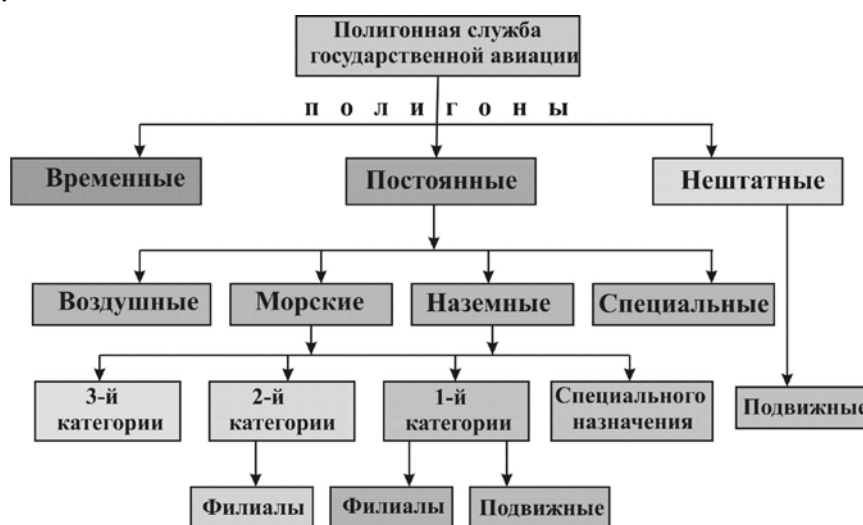 Полигонная служба
государственной авиации
полигоны
Временные
Постоянные
Нештатные
Воздушные
Морские
Наземные
Специальные
3-й
категории
2-й
категории
1-й
категории
Специального
назначения
Подвижные
Филиалы
Филиалы
Подвижные